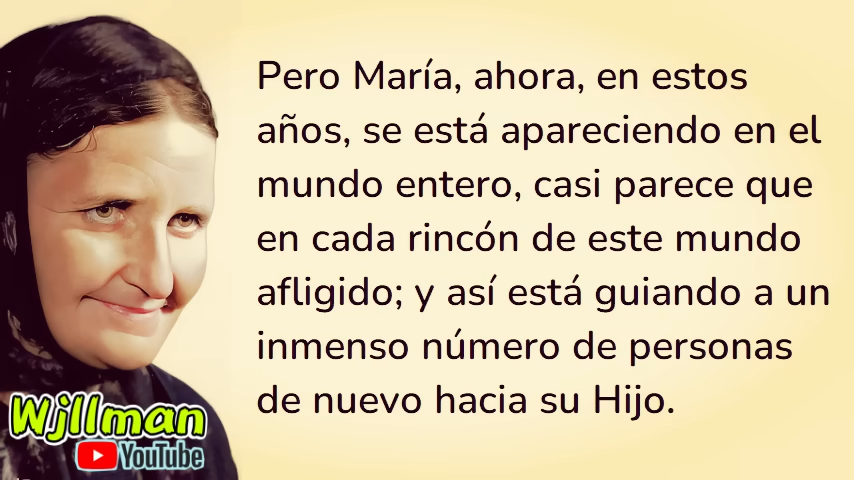 Pero María, ahora, en estos
años, se está apareciendo en el
mundo entero, casi parece que
en cada rincón de este mundo
afligido; y así está guiando a un
inmenso número de personas
de nuevo hacia su Hijo.
Wjllman
YouTube